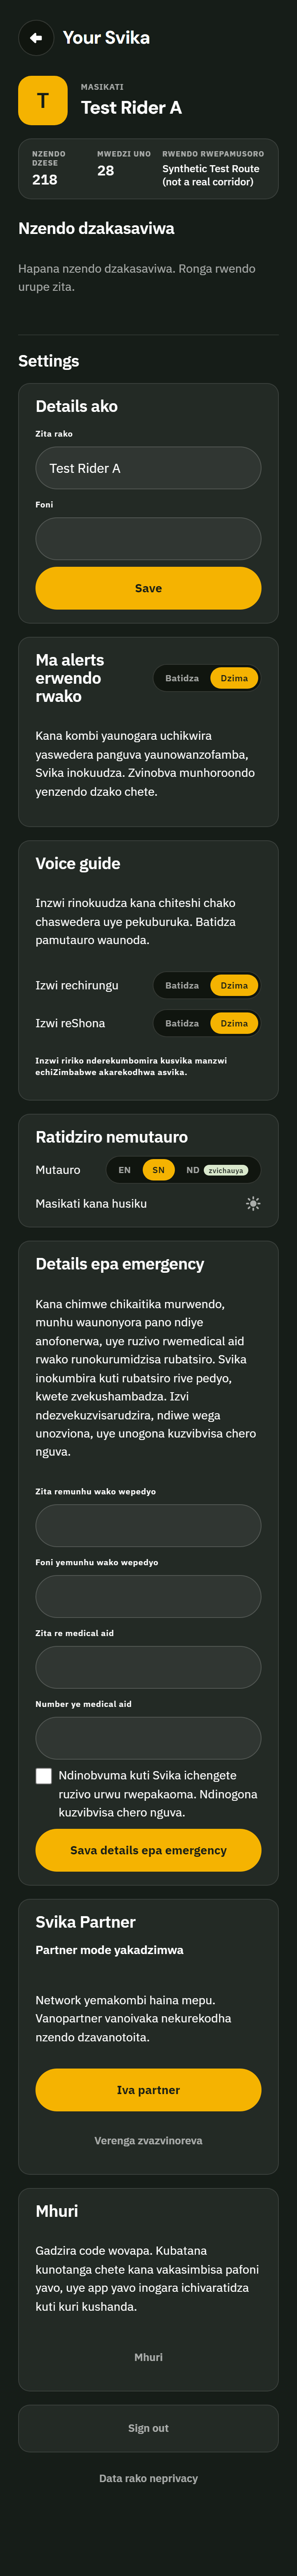 Your Svika
T
MASIKATI
Test Rider A
NZENDO
DZESE
218
MWEDZI UNO
28
RWENDO RWEPAMUSORO
Synthetic Test Route
(not a real corridor)
Nzendo dzakasaviwa
Hapana nzendo dzakasaviwa. Ronga rwendo
urupe zita.
Settings
Details ako
Zita rako
Test Rider A
Foni
Save
Ma alerts
erwendo
rwako
Batidza
Dzima
Kana kombi yaunogara uchikwira
yaswedera panguva yaunowanzofamba,
Svika inokuudza. Zvinobva munhoroondo
yenzendo dzako chete.
Voice guide
Inzwi rinokuudza kana chiteshi chako
chaswedera uye pekuburuka. Batidza
pamutauro waunoda.
Izwi rechirungu
Batidza
Dzima
Izwi reShona
Batidza
Dzima
Inzwi iririko nderekumbomira kusvika manzwi
echiZimbabwe akarekodhwa asvika.
Ratidziro nemutauro
Mutauro
EN
SN
ND
zvichauya
Masikati kana husiku
Details epa emergency
Kana chimwe chikaitika murwendo,
munhu waunonyora pano ndiye
anofonerwa, uye ruzivo rwemedical aid
rwako runokurumidzisa rubatsiro. Svika
inokumbira kuti rubatsiro rive pedyo,
kwete zvekushambadza. Izvi
ndezvekuzvisarudzira, ndiwe wega
unozviona, uye unogona kuzvibvisa chero
nguva.
Zita remunhu wako wepedyo
Foni yemunhu wako wepedyo
Zita re medical aid
Number ye medical aid
Ndinobvuma kuti Svika ichengete
ruzivo urwu rwepakaoma. Ndinogona
kuzvibvisa chero nguva.
Sava details epa emergency
Svika Partner
Partner mode yakadzimwa
Network yemakombi haina mepu.
Vanopartner vanoivaka nekurekodha
nzendo dzavanotoita.
Iva partner
Verenga zvazvinoreva
Mhuri
Gadzira code wovapa. Kubatana
kunotanga chete kana vakasimbisa pafoni
yavo, uye app yavo inogara ichivaratidza
kuti kuri kushanda.
Mhuri
Sign out
Data rako neprivacy